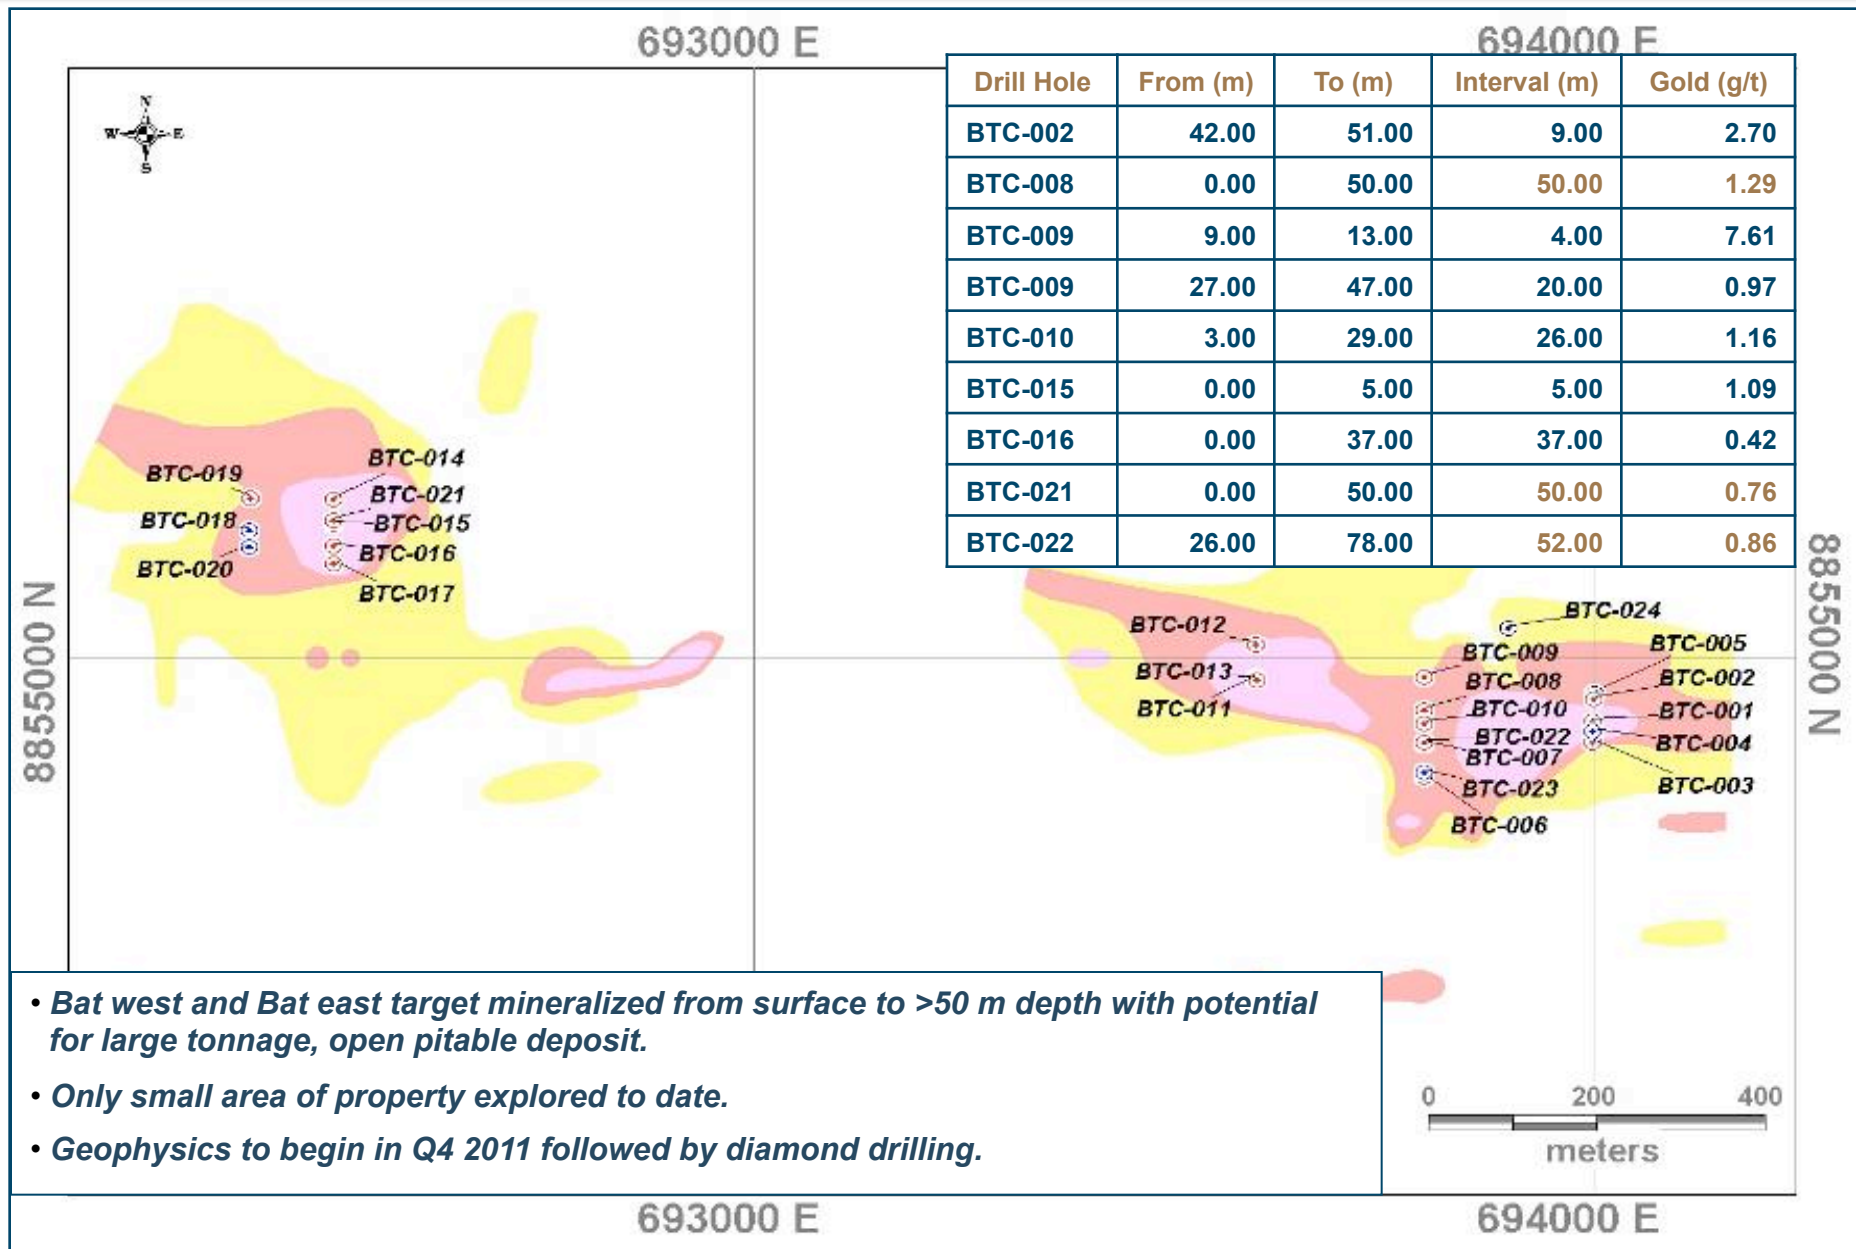 693000 E
694000 E
N
W E
S
Drill Hole From (m) To (m) Interval (m) Gold (g/t)
BTC-002 42.00 51.00 9.00 2.70
BTC-008 0.00 50.00 50.00 1.29
BTC-009 9.00 13.00 4.00 7.61
BTC-009 27.00 47.00 20.00 0.97
BTC-010 3.00 29.00 26.00 1.16
BTC-015 0.00 5.00 5.00 1.09
BTC-016 0.00 37.00 37.00 0.42
BTC-021 0.00 50.00 50.00 0.76
BTC-022 26.00 78.00 52.00 0.86
BTC-014
BTC-019
BTC-021
BTC-018
BTC-015
BTC-016
BTC-020
BTC-017
8855000 N
8855000 N
BTC-024
BTC-012
BTC-005
BTC-009
BTC-013
BTC-002
BTC-008
BTC-011
BTC-010
BTC-001
BTC-022
BTC-004
BTC-007
BTC-003
BTC-023
BTC-006
• Bat west and Bat east target mineralized from surface to >50 m depth with potential
for large tonnage, open pitable deposit.
• Only small area of property explored to date.
• Geophysics to begin in Q4 2011 followed by diamond drilling.
0 200 400
meters
693000 E
694000 E